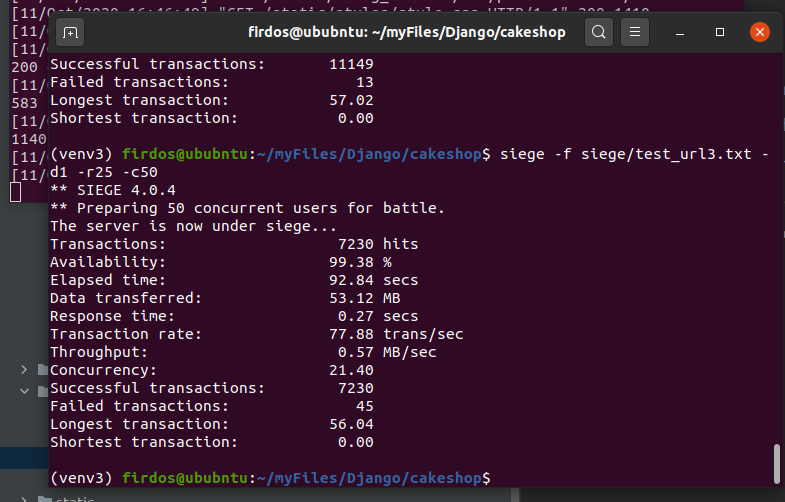 [11/Oct/2020 16:46:49] "GET /static/styles/style.css HTTP/1.1" 200 1410
firdos@ububntu: ~/myFiles/Django/cakeshop
[11/
[11/
200
[11/
583
[11/
1140
[11/
[11/
Successful transactions: 11149
Failed transactions: 13
Longest transaction: 57.02
Shortest transaction: 0.00
(venv3) firdos@ububntu:~/myFiles/Django/cakeshop$ siege -f siege/test_url3.txt -
d1 -r25 -c50
** SIEGE 4.0.4
** Preparing 50 concurrent users for battle.
The server is now under siege...
Transactions: 7230 hits
Availability: 99.38 %
Elapsed time: 92.84 secs
Data transferred: 53.12 MB
Response time: 0.27 secs
Transaction rate: 77.88 trans/sec
Throughput: 0.57 MB/sec
Concurrency: 21.40
Successful transactions: 7230
Failed transactions: 45
Longest transaction: 56.04
Shortest transaction: 0.00
(venv3) firdos@ububntu:~/myFiles/Django/cakeshop$
static